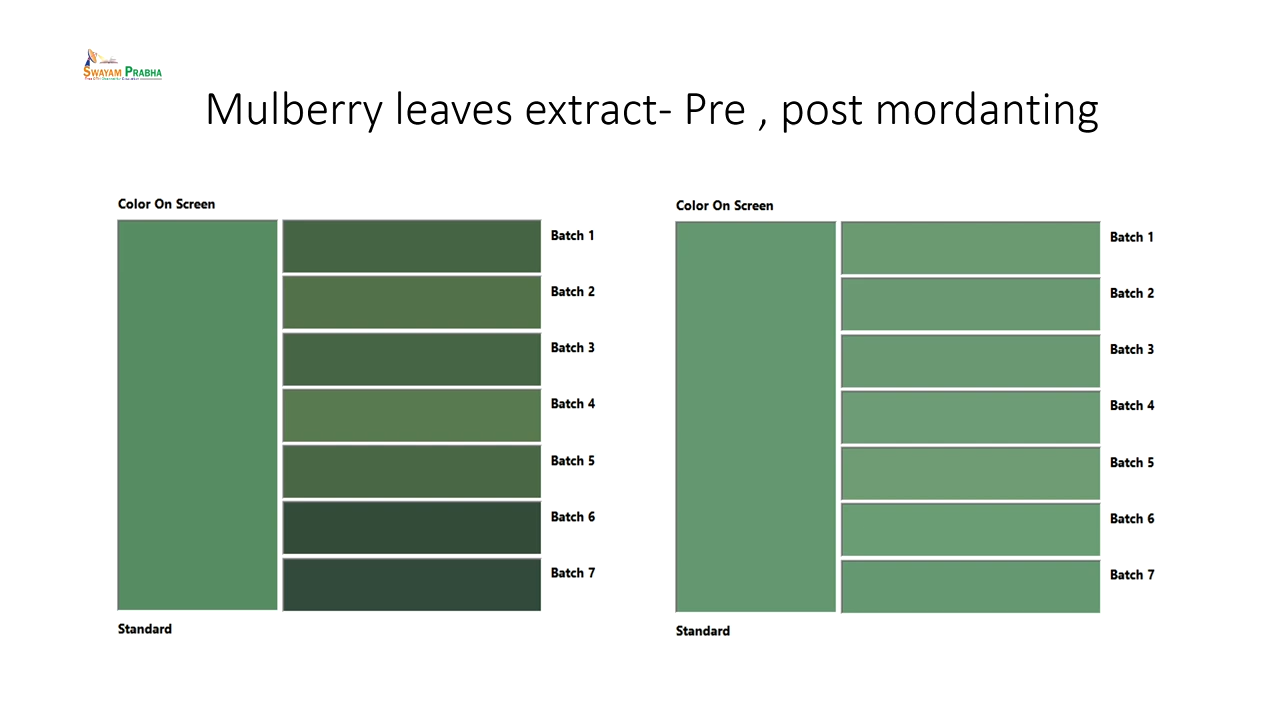 SWAYAM PRABHA
Mulberry leaves extract- Pre , post mordanting
Color On Screen
Batch 1
Batch 2
Batch 3
Batch 4
Batch 5
Batch 6
Batch 7
Standard
Color On Screen
Batch 1
Batch 2
Batch 3
Batch 4
Batch 5
Batch 6
Batch 7
Standard